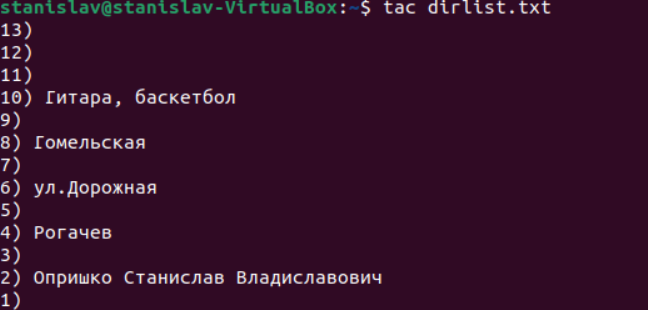 stanislav@stanislav-VirtualBox:~$ tac dirlist.txt
13)
12)
11)
10) Гитара, баскетбол
9)
8) Гомельская
7)
6) ул.Дорожная
5)
4) Рогачев
3)
2) Опришко Станислав Владиславович
1)